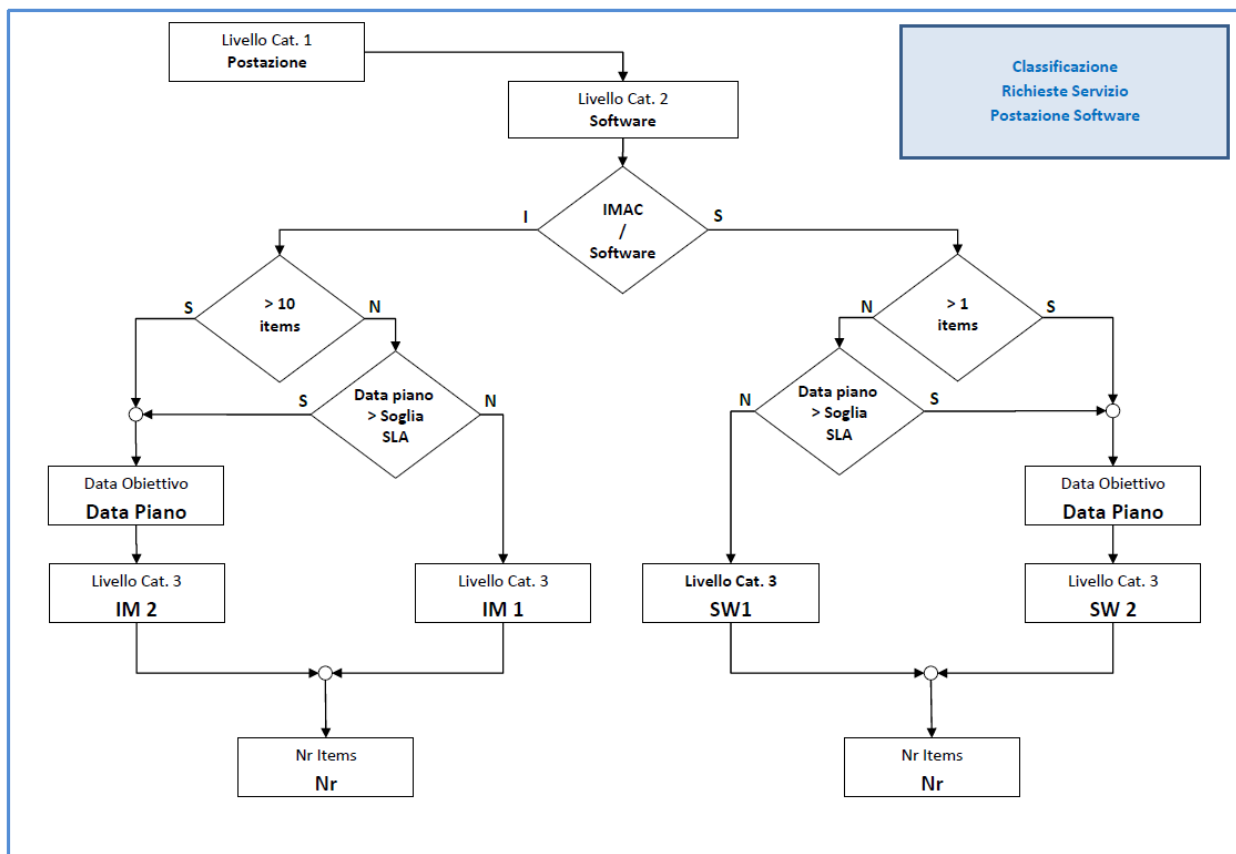 Livello Cat. 1
Postazione
Classificazione
Richieste Servizio
Postazione Software
Livello Cat. 2
Software
IMAC
/
Software
I
S
> 10
items
S
N
> 1
items
N
S
Data piano
> Soglia
SLA
S
N
Data piano
> Soglia
SLA
N
S
Data Obiettivo
Data Piano
Data Obiettivo
Data Piano
Livello Cat. 3
IM 2
Livello Cat. 3
IM 1
Livello Cat. 3
SW1
Livello Cat. 3
SW 2
Nr Items
Nr
Nr Items
Nr